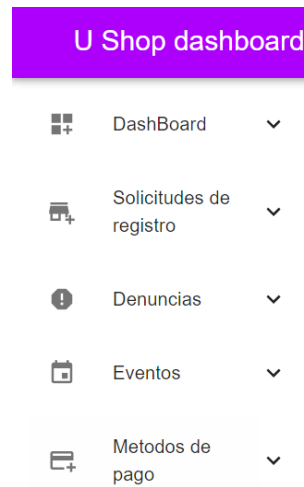 U Shop dashboard
DashBoard
Solicitudes de
registro
Denuncias
Eventos
Metodos de
pago